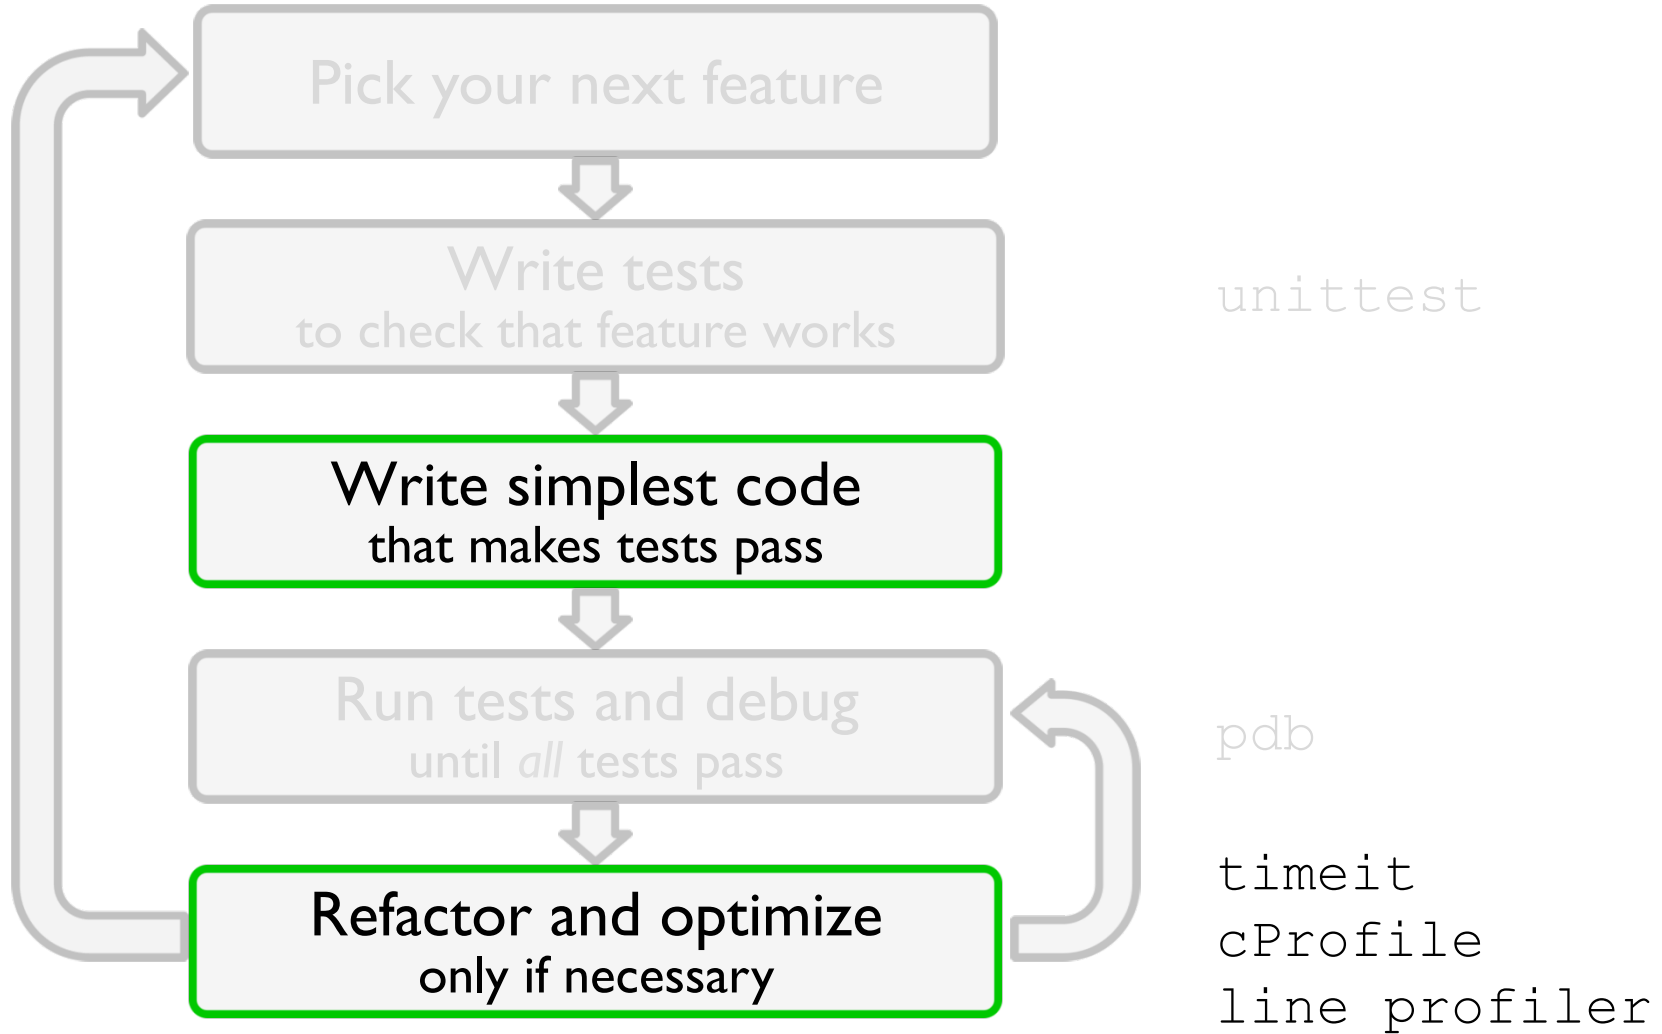 Pick your next feature
Write tests
to check that feature works
unittest
Write simplest code
that makes tests pass
Run tests and debug
until all tests pass
pdb
Refactor and optimize
only if necessary
timeit
cProfile
line profiler